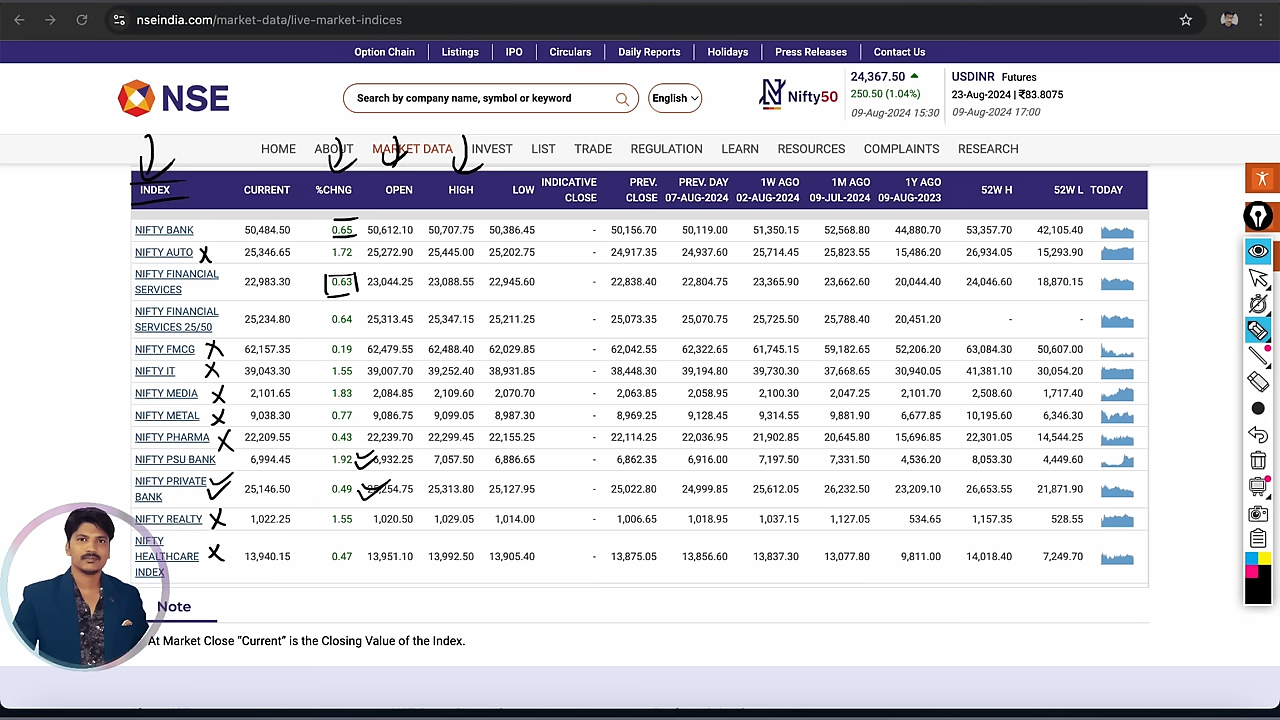 nseindia.com/market-data/live-market-indices
Option Chain Listings IPO Circulars Daily Reports Holidays Press Releases Contact Us
NSE
Search by company name, symbol or keyword
English
Nifty50
24,367.50
250.50 (1.04%)
09-Aug-2024 15:30
USDINR Futures
23-Aug-2024 | ₹83.8075
09-Aug-2024 17:00
HOME ABOUT MARKET DATA INVEST LIST TRADE REGULATION LEARN RESOURCES COMPLAINTS RESEARCH
INDEX CURRENT %CHNG OPEN HIGH LOW INDICATIVE CLOSE PREV. CLOSE PREV. DAY 07-AUG-2024 1W AGO 02-AUG-2024 1M AGO 09-JUL-2024 1Y AGO 09-AUG-2023 52W H 52W L TODAY
NIFTY BANK 50,484.50 0.65 50,612.10 50,707.75 50,386.45 - 50,156.70 50,119.00 51,350.15 52,568.80 44,880.70 53,357.70 42,105.40
NIFTY AUTO 25,346.65 1.72 25,272.90 25,445.00 25,202.75 - 24,917.35 24,937.60 25,714.45 25,823.55 15,486.20 26,934.05 15,293.90
NIFTY FINANCIAL SERVICES 22,983.30 0.63 23,044.25 23,088.55 22,945.60 - 22,838.40 22,804.75 23,365.90 23,662.60 20,044.40 24,046.60 18,870.15
NIFTY FINANCIAL SERVICES 25/50 25,234.80 0.64 25,313.45 25,347.15 25,211.25 - 25,073.35 25,070.75 25,725.50 25,788.40 20,451.20 - -
NIFTY FMCG 62,157.35 0.19 62,479.55 62,488.40 62,029.85 - 62,042.55 62,322.65 61,745.15 59,182.65 52,206.20 63,084.30 50,607.00
NIFTY IT 39,043.30 1.55 39,007.70 39,252.40 38,931.85 - 38,448.30 39,194.80 39,730.30 37,668.65 30,940.05 41,381.10 30,054.20
NIFTY MEDIA 2,101.65 1.83 2,084.85 2,109.60 2,070.70 - 2,063.85 2,058.95 2,100.30 2,047.25 2,101.70 2,508.60 1,717.40
NIFTY METAL 9,038.30 0.77 9,086.75 9,099.05 8,987.30 - 8,969.25 9,128.45 9,314.55 9,881.90 6,677.85 10,195.60 6,346.30
NIFTY PHARMA 22,209.55 0.43 22,239.70 22,299.45 22,155.25 - 22,114.25 22,036.95 21,902.85 20,645.80 15,696.85 22,301.05 14,544.25
NIFTY PSU BANK 6,994.45 1.92 6,932.25 7,057.50 6,886.65 - 6,862.35 6,916.00 7,197.50 7,331.50 4,536.20 8,053.30 4,449.60
NIFTY PRIVATE BANK 25,146.50 0.49 25,254.75 25,313.80 25,127.95 - 25,022.80 24,999.85 25,612.05 26,232.50 23,209.10 26,653.55 21,871.90
NIFTY REALTY 1,022.25 1.55 1,020.50 1,029.05 1,014.00 - 1,006.65 1,018.95 1,037.15 1,127.05 534.65 1,157.35 528.55
NIFTY HEALTHCARE INDEX 13,940.15 0.47 13,951.10 13,992.50 13,905.40 - 13,875.05 13,856.60 13,837.30 13,077.80 9,811.00 14,018.40 7,249.70
Note
At Market Close "Current" is the Closing Value of the Index.